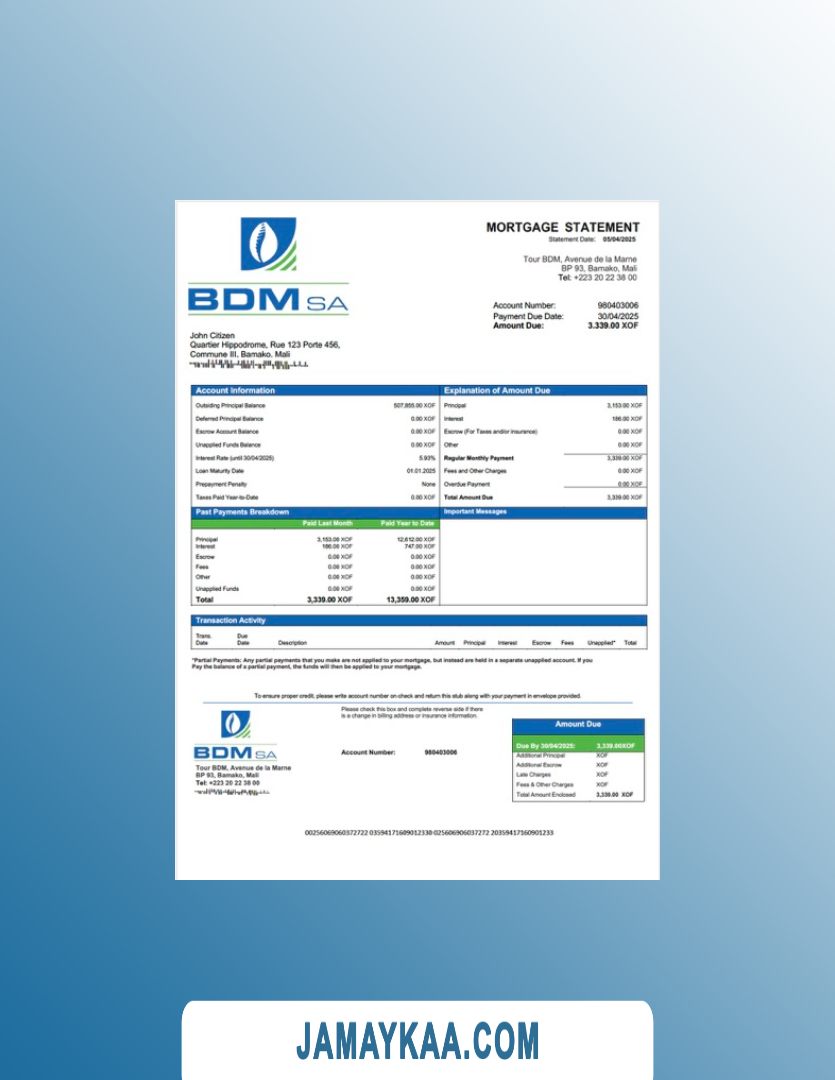 MORTGAGE STATEMENT
Statement Date: 05/04/2025
Tour BDM, Avenue de la Marne
BP 93, Bamako, Mali
Tel: +223 20 22 38 00
BDM SA
Account Number: 980403006
Payment Due Date: 30/04/2025
Amount Due: 3.339.00 XOF
John Citizen
Quartier Hippodrome, Rue 123 Porte 456,
Commune III, Bamako, Mali
Account Information
Outsiding Principal Balance 507,855.00 XOF
Deferred Principal Balance 0.00 XOF
Escrow Account Balance 0.00 XOF
Unapplied Funds Balance 0.00 XOF
Interest Rate (until 30/04/2025) 5.93%
Loan Maturity Date 01.01.2025
Prepayment Penalty None
Taxes Paid Year-to-Date 0.00 XOF
Explanation of Amount Due
Principal 3,153.00 XOF
Interest 186.00 XOF
Escrow (For Taxes and/or insurance) 0.00 XOF
Other 0.00 XOF
Regular Monthly Payment 3,339.00 XOF
Fees and Other Charges 0.00 XOF
Overdue Payment 0.00 XOF
Total Amount Due 3,339.00 XOF
Past Payments Breakdown
Paid Last Month Paid Year to Date
Principal 3,153.00 XOF 12,612.00 XOF
Interest 186.00 XOF 747.00 XOF
Escrow 0.00 XOF 0.00 XOF
Fees 0.00 XOF 0.00 XOF
Other 0.00 XOF 0.00 XOF
Unapplied Funds 0.00 XOF 0.00 XOF
Total 3,339.00 XOF 13,359.00 XOF
Important Messages
Transaction Activity
Trans. Due
Date Date Description Amount Principal Interest Escrow Fees Unapplied* Total
*Partial Payments: Any partial payments that you make are not applied to your mortgage, but instead are held in a separate unapplied account. If you
Pay the balance of a partial payment, the funds will then be applied to your mortgage.
To ensure proper credit, please write account number on check and return this stub along with your payment in envelope provided.
Please check this box and complete reverse side if there
is a change in billing address or insurance information.
BDM SA
Tour BDM, Avenue de la Marne
BP 93, Bamako, Mali
Tel: +223 20 22 38 00
Account Number: 980403006
Amount Due
Due By 30/04/2025: 3,339.00XOF
Additional Principal XOF
Additional Escrow XOF
Late Charges XOF
Fees & Other Charges XOF
Total Amount Enclosed 3,339.00 XOF
00256069060372722 03594171609012330 025606906037272 20359417160901233
JAMAYKAA.COM